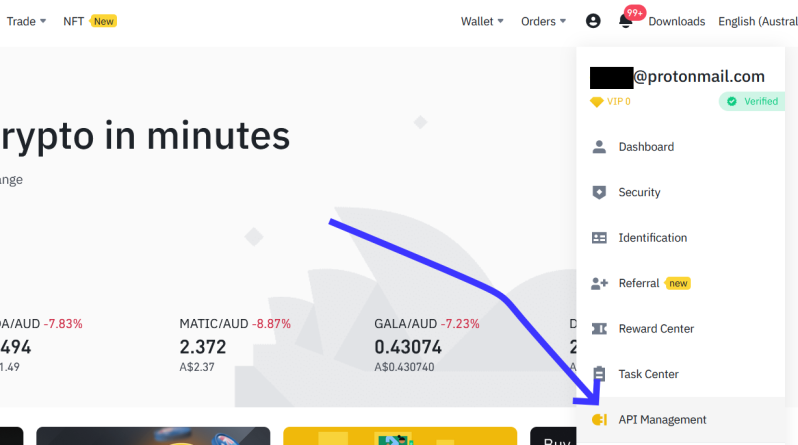 Trade NFT New Wallet Orders 99+ Downloads English (Austral
@protonmail.com
VIP 0 Verified
rypto in minutes
ange
Dashboard
Security
Identification
Referral new
Reward Center
Task Center
API Management
A/AUD -7.83% MATIC/AUD -8.87% GALA/AUD -7.23% D
494 2.372 0.43074 2
1.49 A$2.37 A$0.430740 A$
Buy